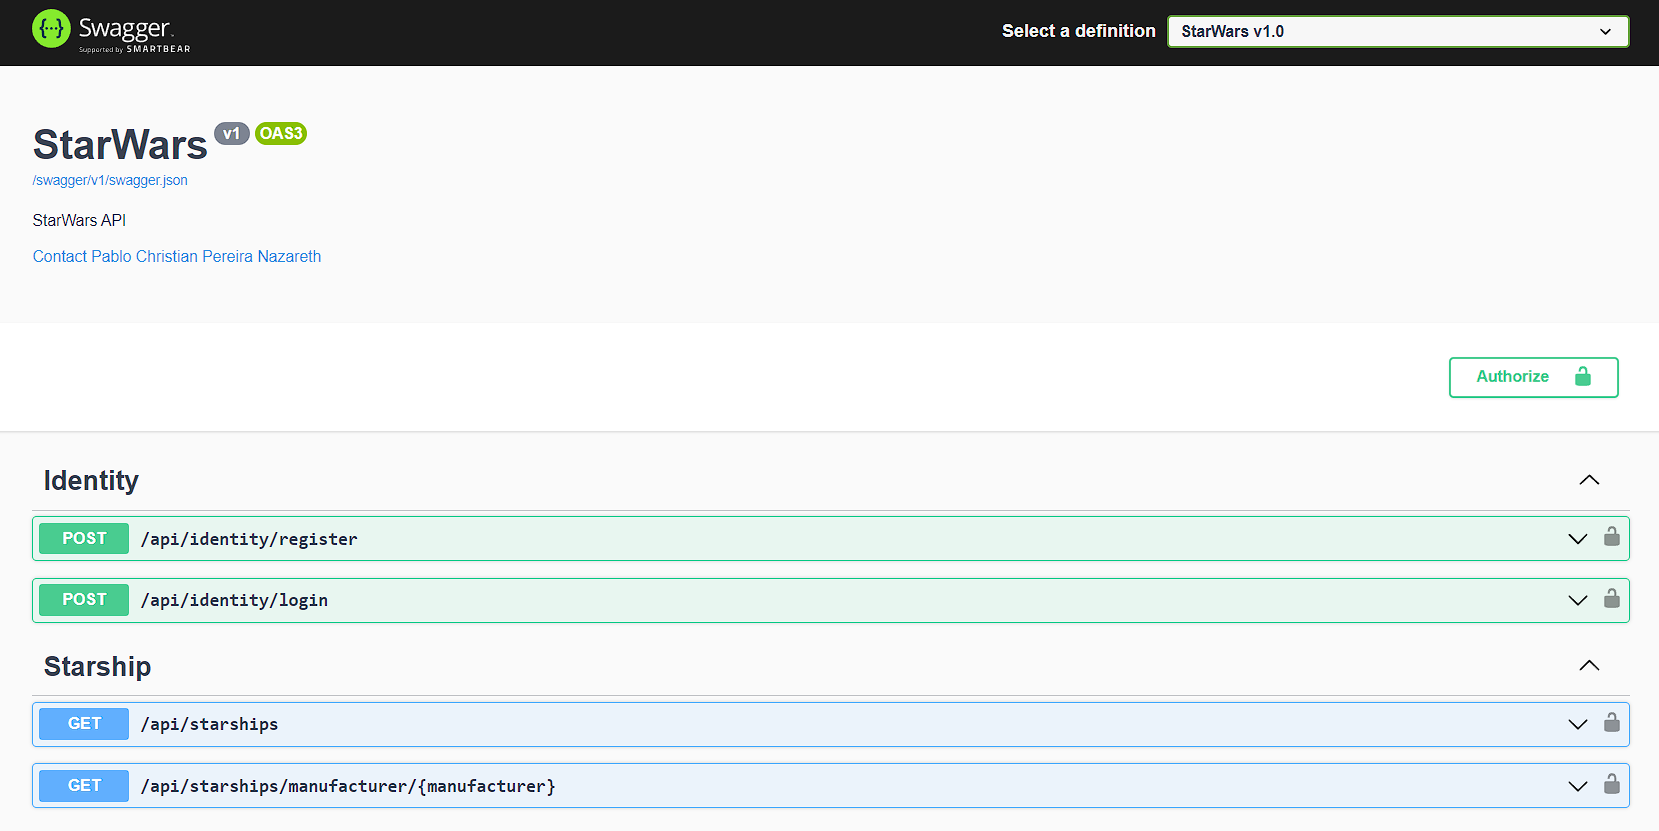 Swagger.
Supported by SMARTBEAR
Select a definition
StarWars v1.0
StarWars v1 OAS3
/swagger/v1/swagger.json
StarWars API
Contact Pablo Christian Pereira Nazareth
Authorize
Identity
POST /api/identity/register
POST /api/identity/login
Starship
GET /api/starships
GET /api/starships/manufacturer/{manufacturer}